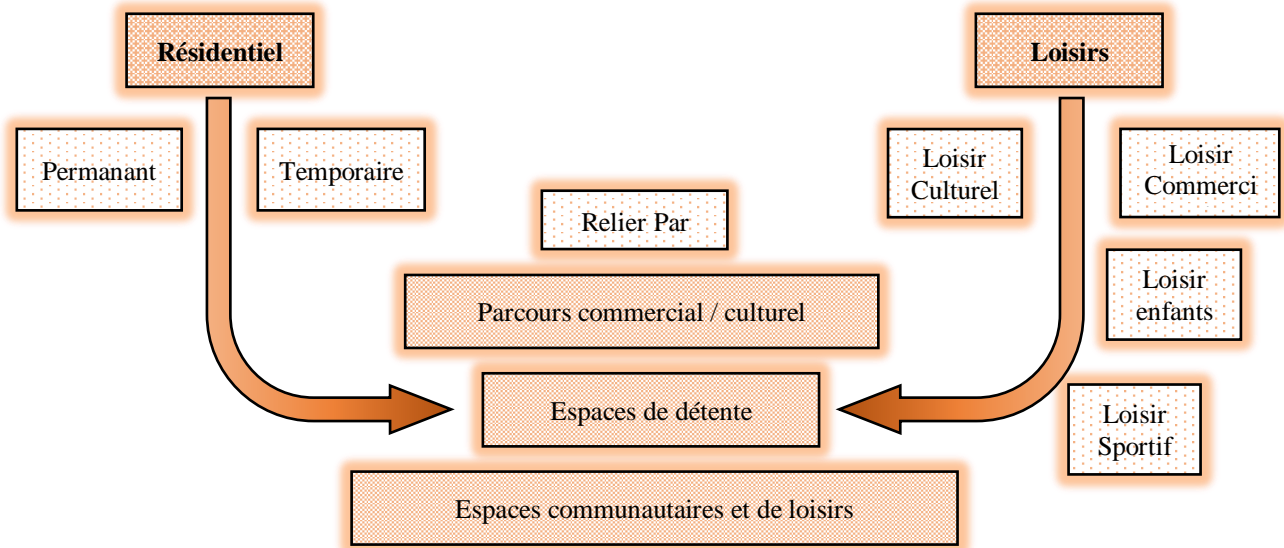 Résidentiel
Loisirs
Permanant
Temporaire
Loisir
Culturel
Loisir
Commerci
Relier Par
Loisir
enfants
Parcours commercial / culturel
Espaces de détente
Loisir
Sportif
Espaces communautaires et de loisirs